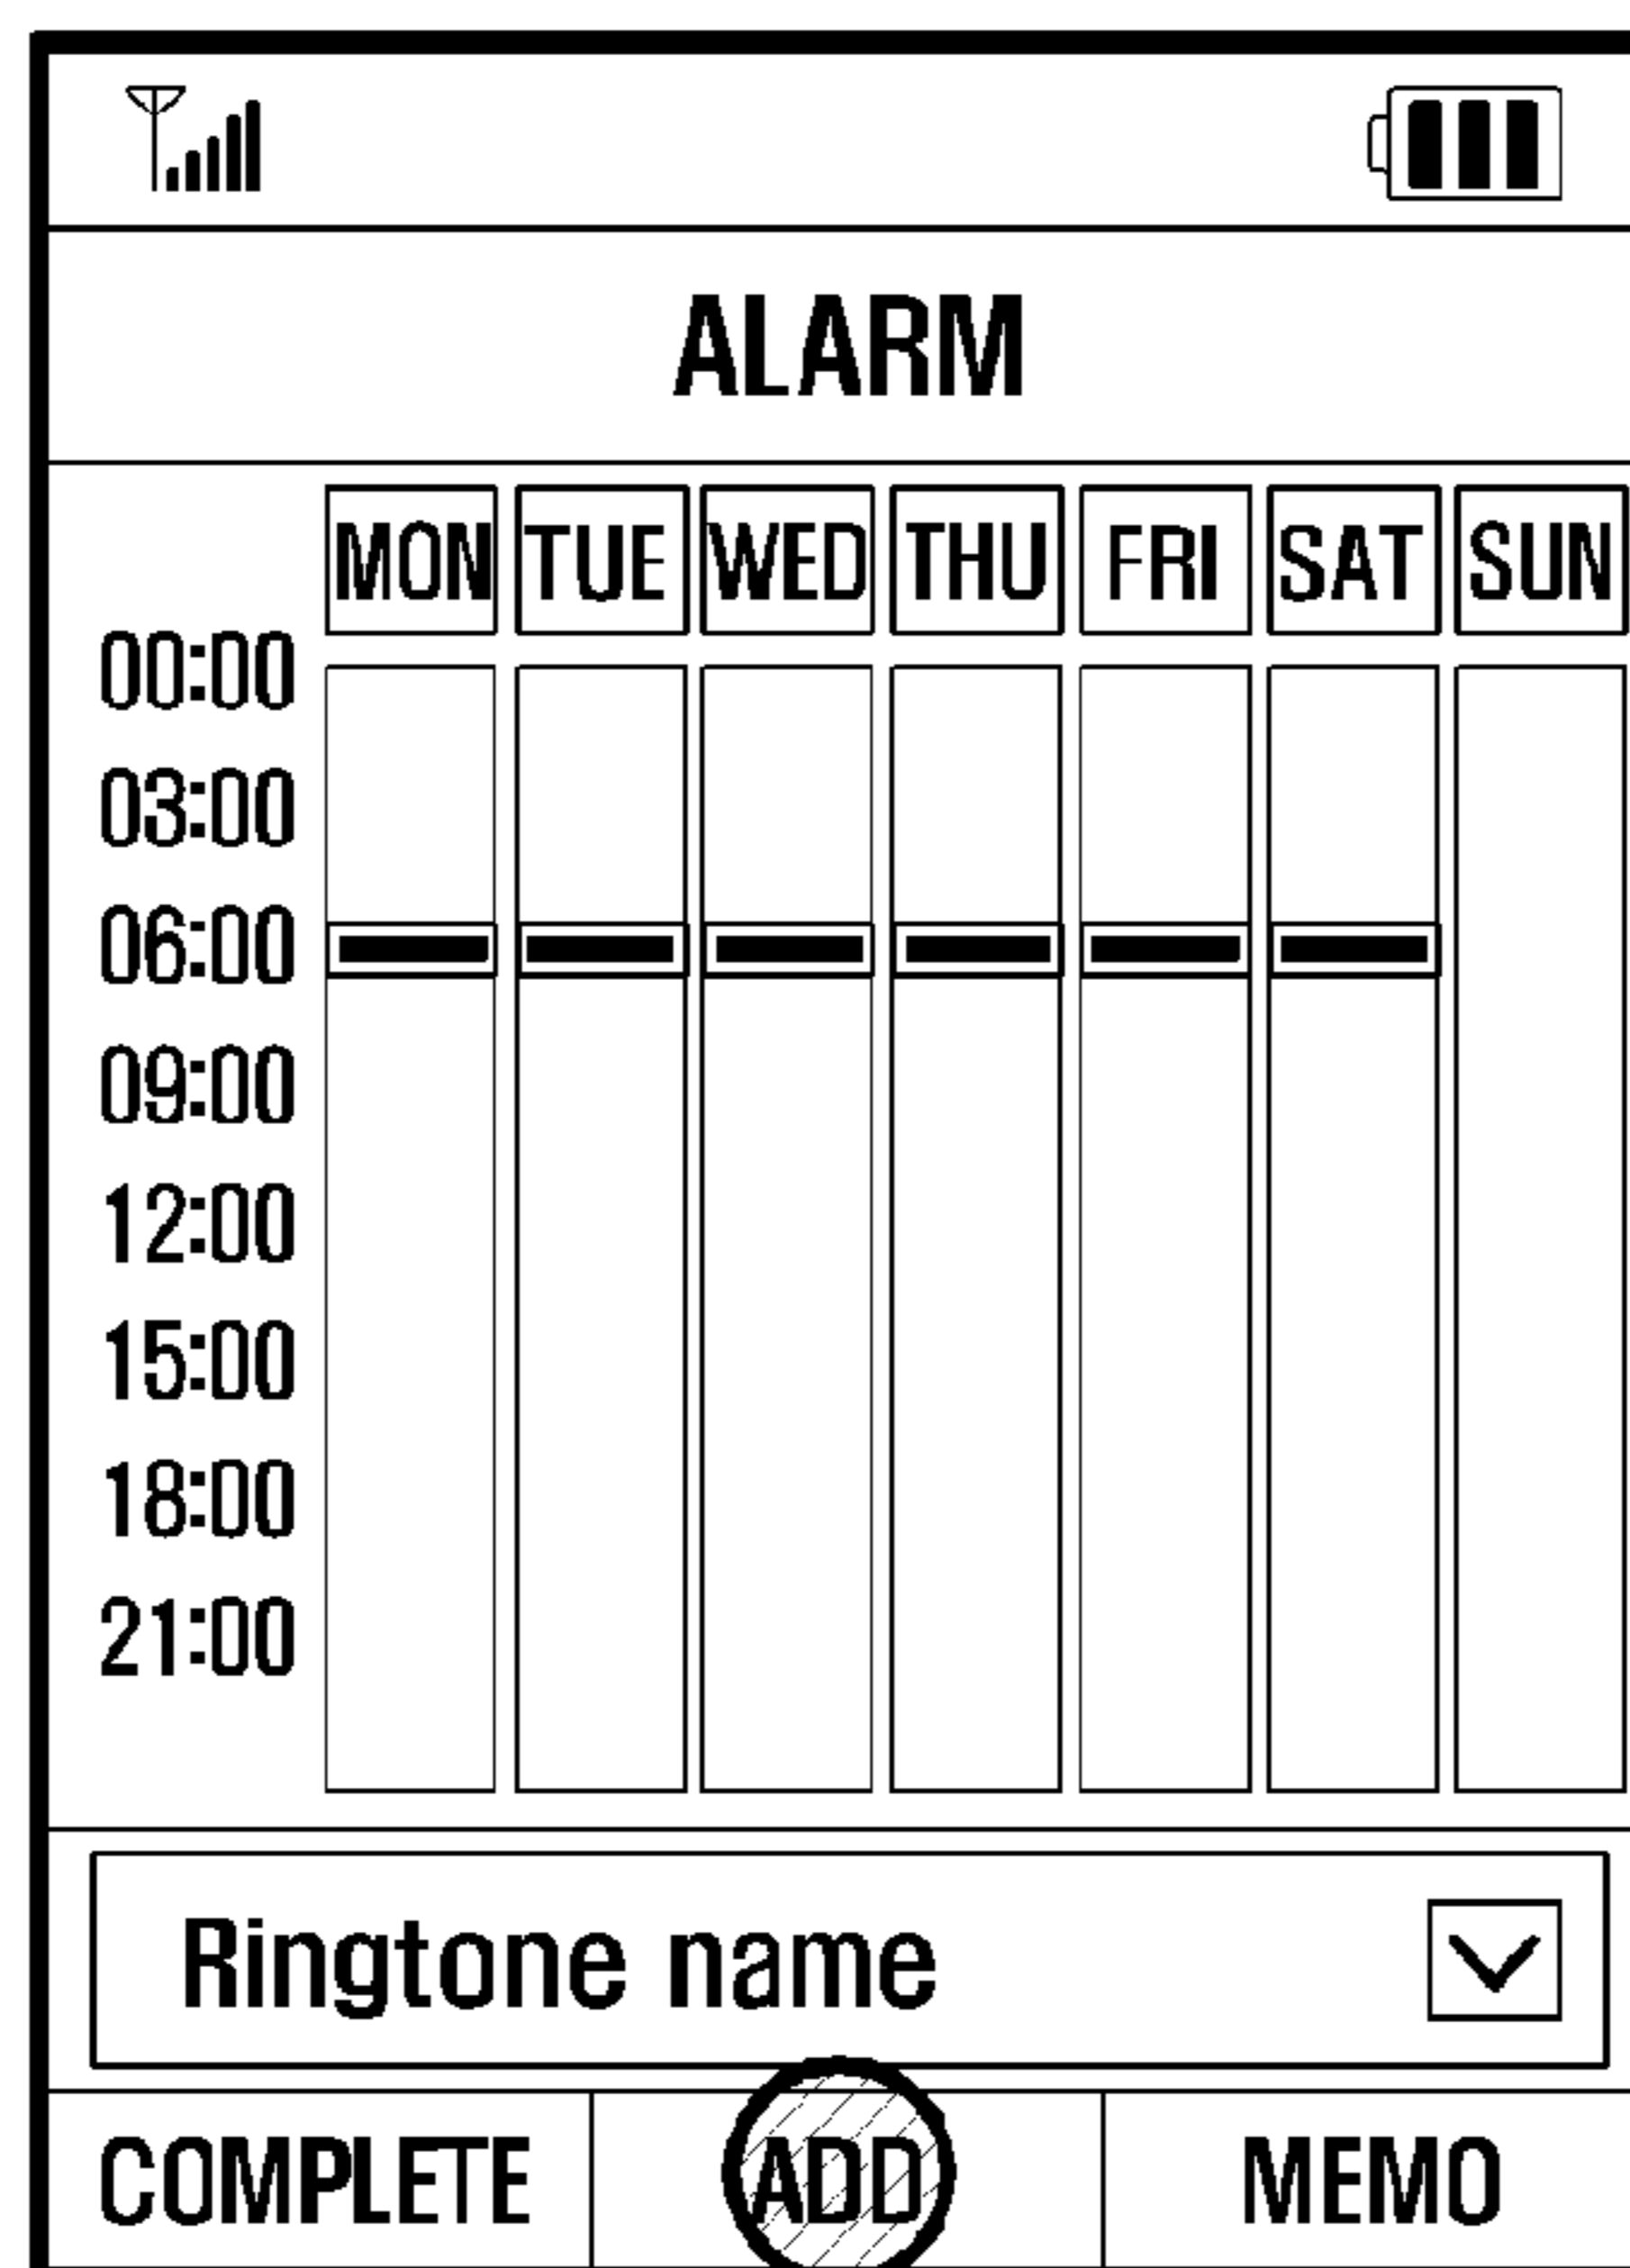 ALARM
MON TUE WED THU FRI SAT SUN
00:00
03:00
06:00
09:00
12:00
15:00
18:00
21:00
Ringtone name
COMPLETE ADD MEMO